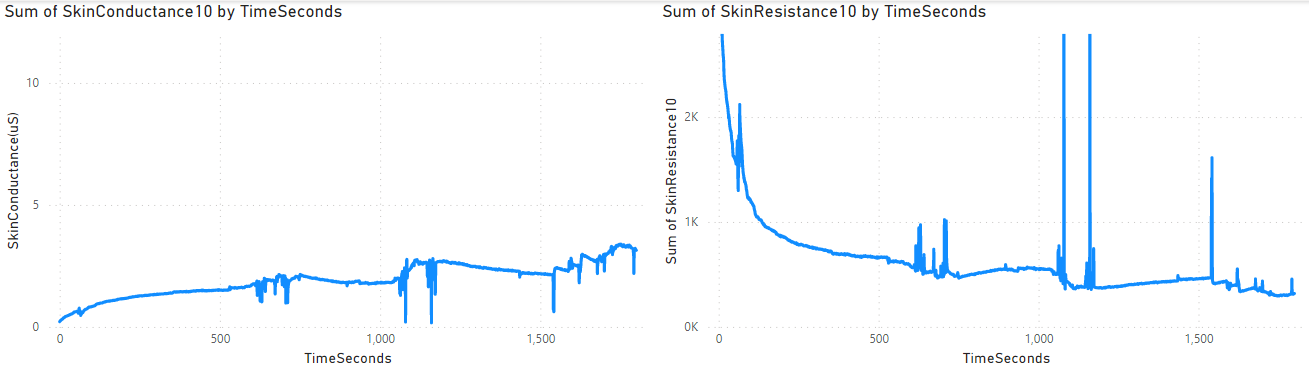 Sum of SkinConductance10 by TimeSeconds
10
5
0
SkinConductance(uS)
0 500 1,000 1,500
TimeSeconds
Sum of SkinResistance10 by TimeSeconds
2K
1K
0K
Sum of SkinResistance10
0 500 1,000 1,500
TimeSeconds